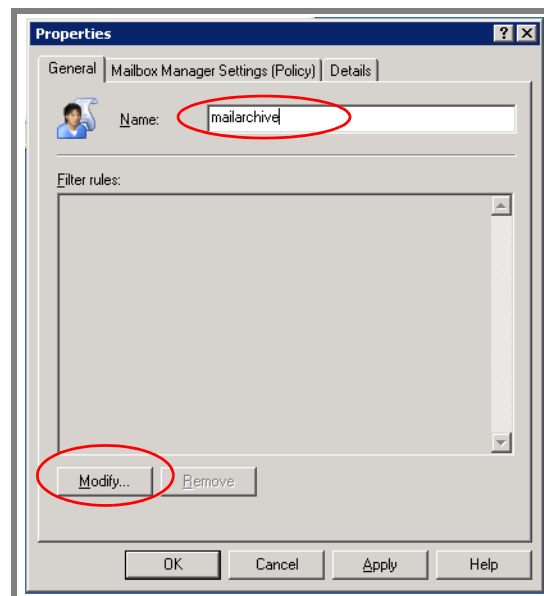 Properties
General Mailbox Manager Settings (Policy) Details
Name: mailarchive
Filter rules:
Modify... Remove
OK Cancel Apply Help